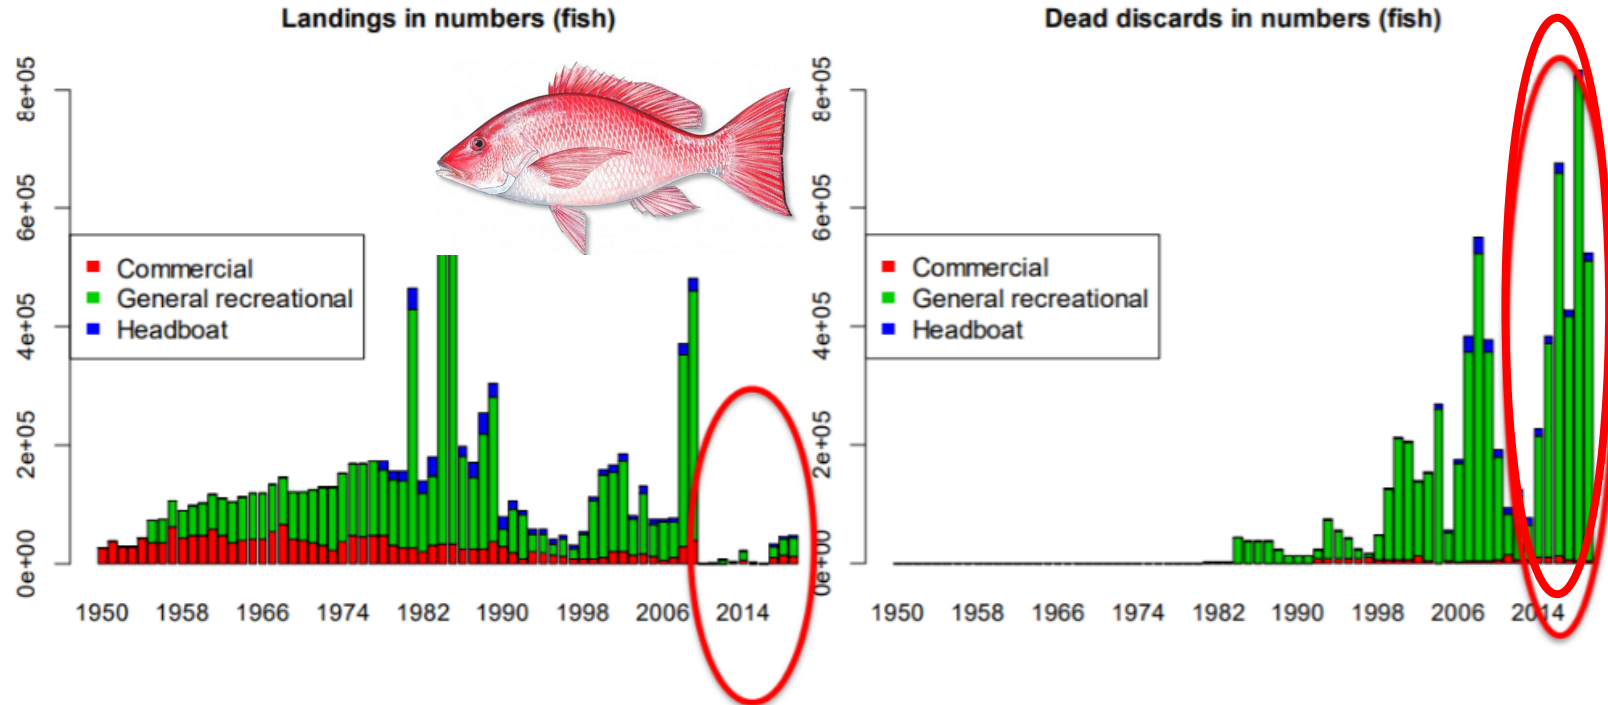 Landings in numbers (fish)
8e+05
6e+05
4e+05
2e+05
0e+00
Commercial
General recreational
Headboat
1950 1958 1966 1974 1982 1990 1998 2006 2014
Dead discards in numbers (fish)
8e+05
6e+05
4e+05
2e+05
0e+00
Commercial
General recreational
Headboat
1950 1958 1966 1974 1982 1990 1998 2006 2014